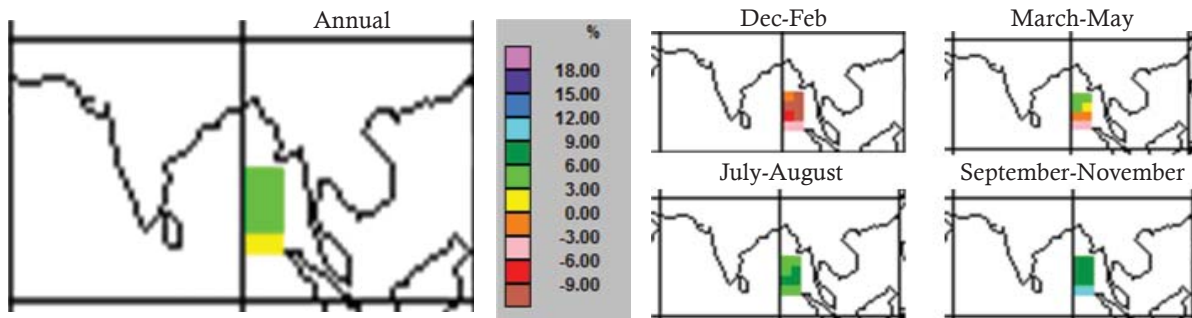 Annual
%
18.00
15.00
12.00
9.00
6.00
3.00
0.00
-3.00
-6.00
-9.00
Dec-Feb
March-May
July-August
September-November